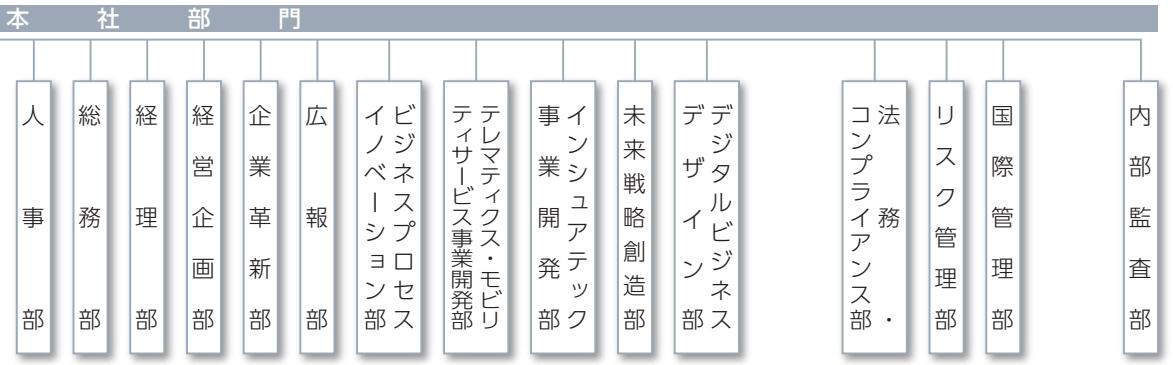 本社部門
人事部
総務部
経理部
経営企画部
企業革新部
広報部
ビジネスプロセス
イノベーション部
テレマティクス・モビリ
ティサービス事業開発部
インシュアテック
事業開発部
未来戦略創造部
デジタルビジネス
デザイン部
法務・
コンプライアンス部
リスク管理部
国際管理部
内部監査部